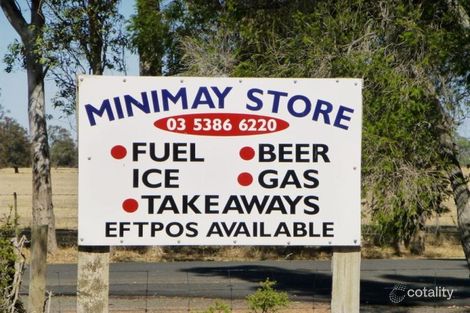 MINIMAY STORE
03 5386 6220
•FUEL •BEER
ICE •GAS
•TAKEAWAYS
EFTPOS AVAILABLE
cotality